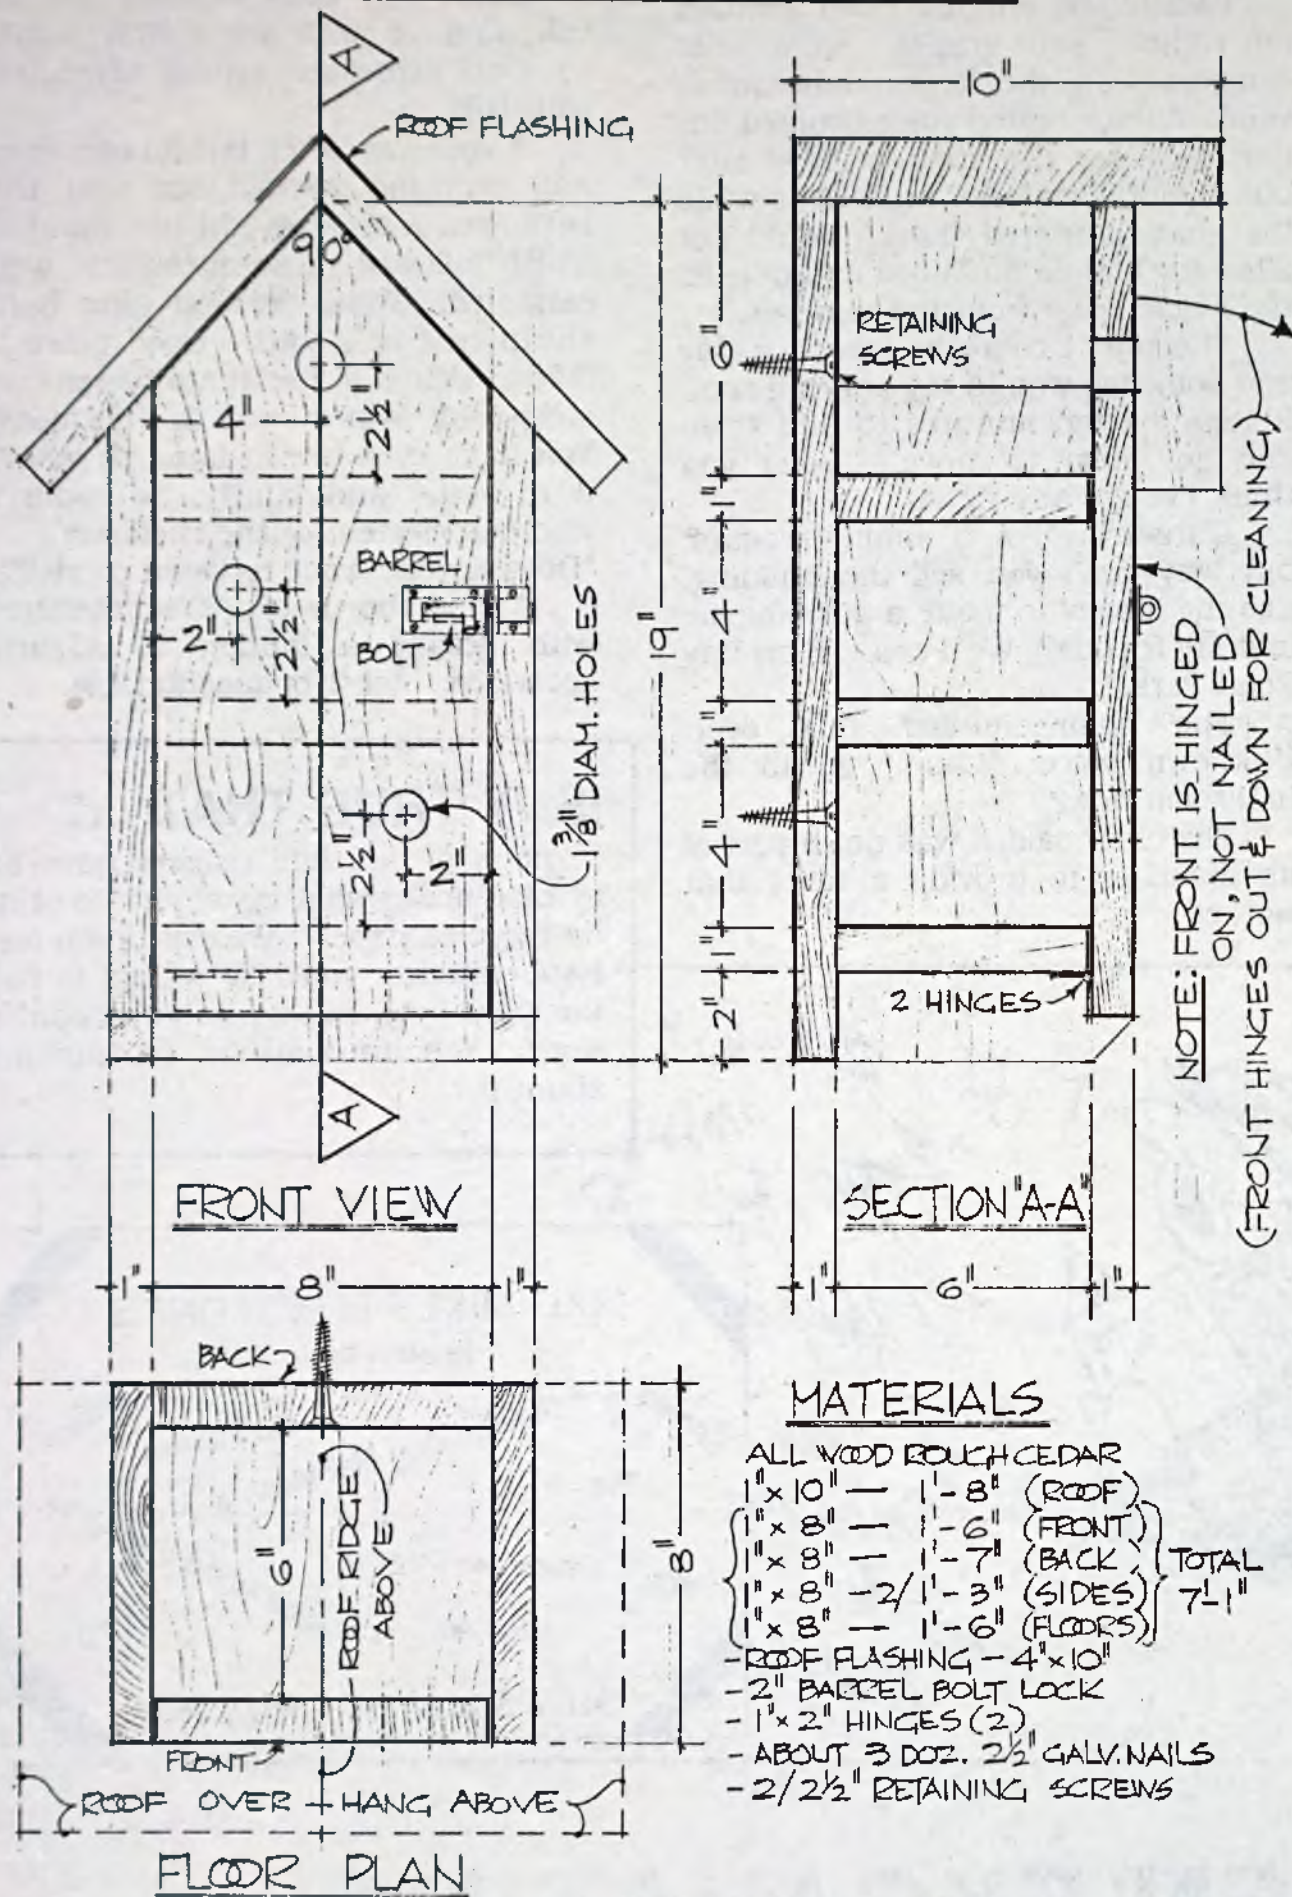 A
10"
ROOF FLASHING
90°
4"
2½"
BARREL
BOLT
2"
2½"
1⅜" DIAM. HOLES
2½"
2"
19"
A
FRONT VIEW
6"
1"
4"
1"
4"
1"
2"
RETAINING
SCREWS
2 HINGES
NOTE: FRONT IS HINGED
ON, NOT NAILED
(FRONT HINGES OUT & DOWN FOR CLEANING)
SECTION "A-A"
1"
8"
1"
1"
6"
1"
BACK
6"
ROOF RIDGE
ABOVE
8"
FRONT
ROOF OVER - HANG ABOVE
FLOOR PLAN
MATERIALS
ALL WOOD ROUGH CEDAR
1" x 10" — 1'-8" (ROOF)
1" x 8" — 1'-6" (FRONT)
1" x 8" — 1'-7" (BACK)
1" x 8" - 2/1'-3" (SIDES)
1" x 8" — 1'-6" (FLOORS)
TOTAL
7'-1"
- ROOF FLASHING - 4" x 10"
- 2" BARREL BOLT LOCK
- 1" x 2" HINGES (2)
- ABOUT 3 DOZ. 2½" GALV. NAILS
- 2/2½" RETAINING SCREWS